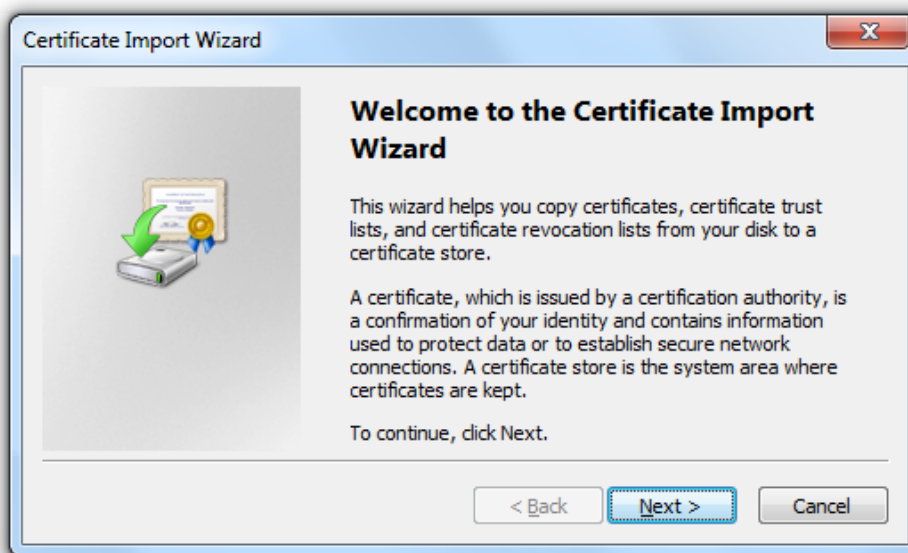 Certificate Import Wizard
X
Welcome to the Certificate Import
Wizard
This wizard helps you copy certificates, certificate trust
lists, and certificate revocation lists from your disk to a
certificate store.
A certificate, which is issued by a certification authority, is
a confirmation of your identity and contains information
used to protect data or to establish secure network
connections. A certificate store is the system area where
certificates are kept.
To continue, click Next.
< Back
Next >
Cancel